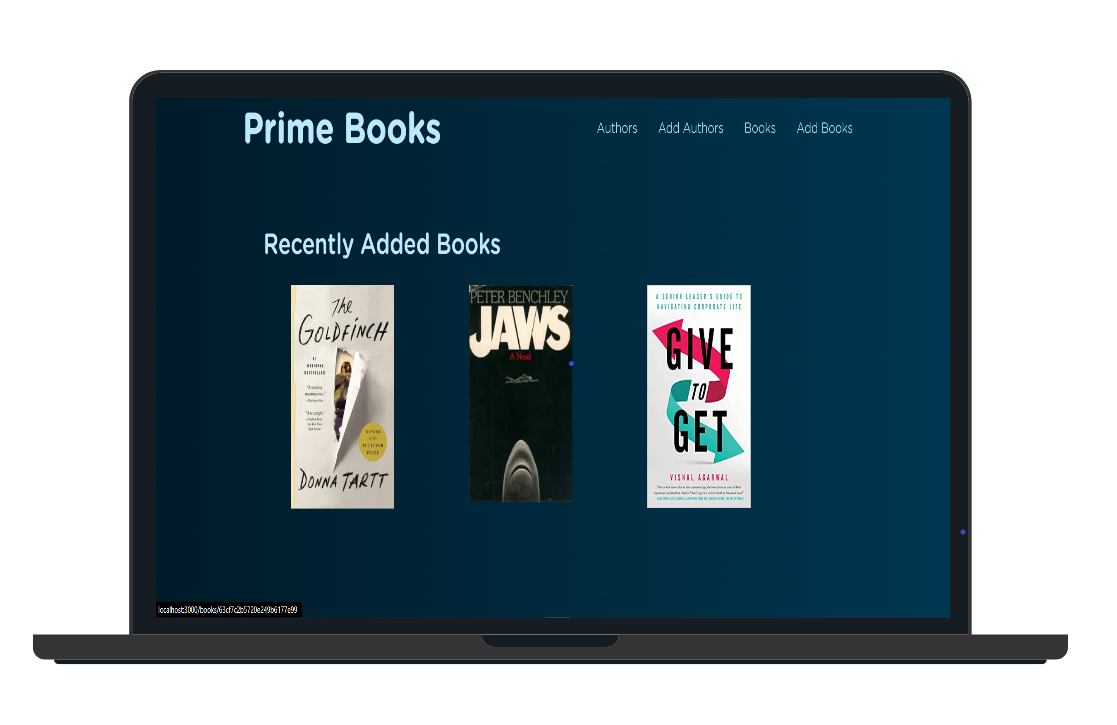 Prime Books
Authors
Add Authors
Books
Add Books
Recently Added Books
The
GOLDFINCH
#1
NATIONAL
BESTSELLER
WINNER
of the
PULITZER
PRIZE
DONNA TARTT
PETER BENCHLEY
JAWS
A Novel
A SENIOR LEADER'S GUIDE TO
NAVIGATING CORPORATE LIFE
GIVE
TO
GET
VISHAL AGARWAL
localhost:3000/books/63cf7c2b5720e249b6177e99